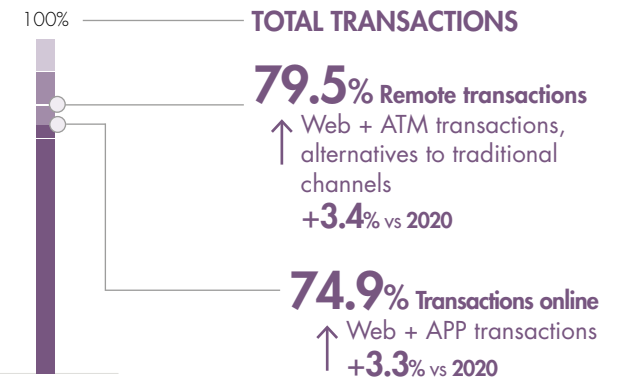 100% TOTAL TRANSACTIONS
79.5% Remote transactions
Web + ATM transactions,
alternatives to traditional
channels
+3.4% vs 2020
74.9% Transactions online
Web + APP transactions
+3.3% vs 2020